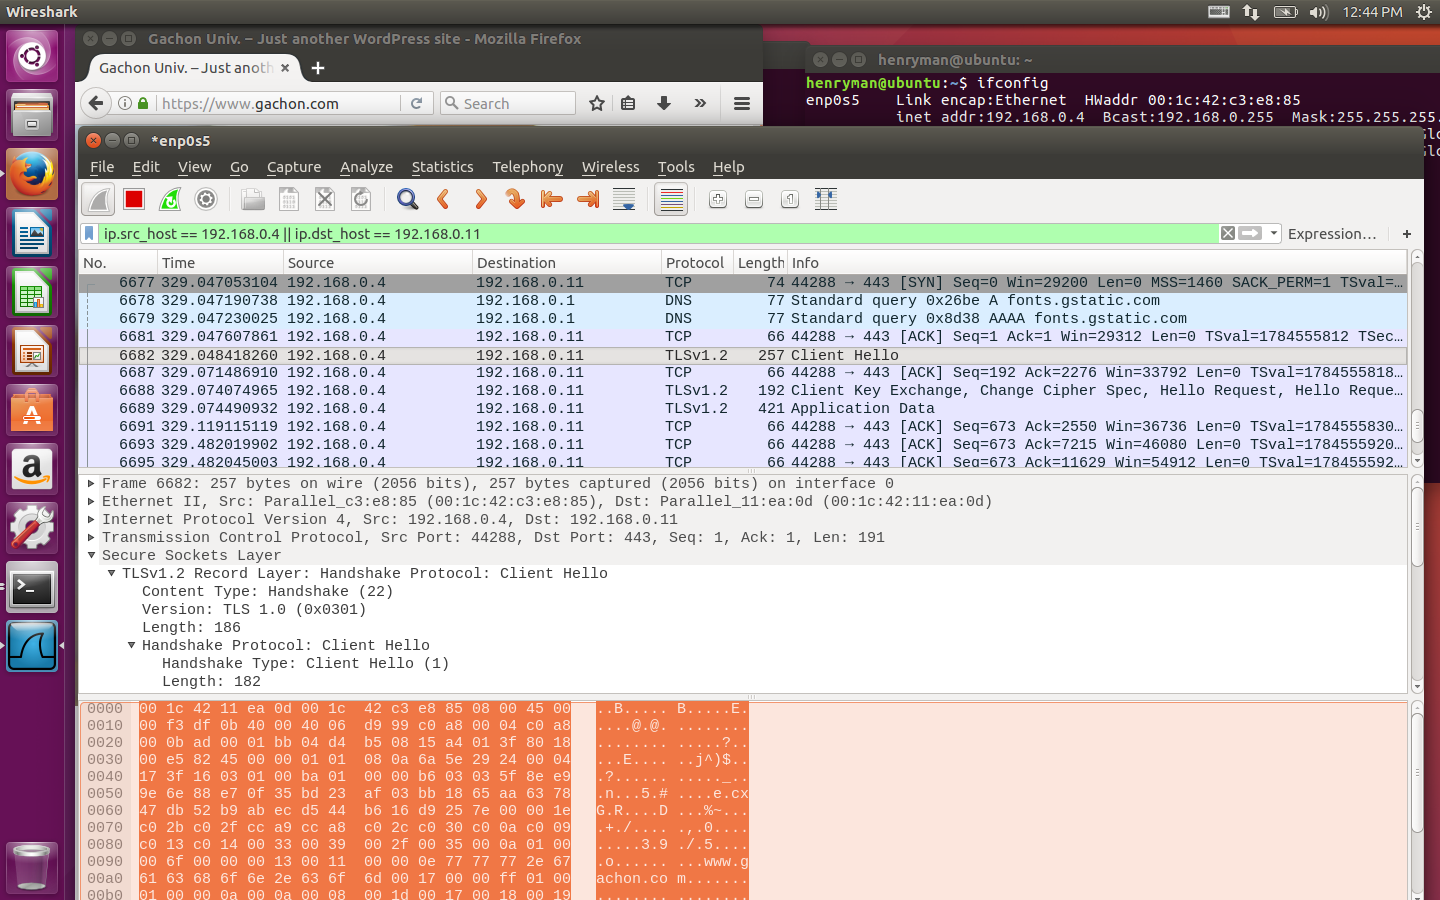 Wireshark
12:44 PM
Gachon Univ. – Just another WordPress site - Mozilla Firefox
Gachon Univ. – Just anoth
https://www.gachon.com
Search
henryman@ubuntu: ~
henryman@ubuntu:~$ ifconfig
enp0s5    Link encap:Ethernet  HWaddr 00:1c:42:c3:e8:85
inet addr:192.168.0.4  Bcast:192.168.0.255  Mask:255.255.255.
*enp0s5
File Edit View Go Capture Analyze Statistics Telephony Wireless Tools Help
ip.src_host == 192.168.0.4 || ip.dst_host == 192.168.0.11
Expression…
+
No. Time Source Destination Protocol Length Info
6677 329.047053104 192.168.0.4 192.168.0.11 TCP 74 44288 → 443 [SYN] Seq=0 Win=29200 Len=0 MSS=1460 SACK_PERM=1 TSval=…
6678 329.047190738 192.168.0.4 192.168.0.1 DNS 77 Standard query 0x26be A fonts.gstatic.com
6679 329.047230025 192.168.0.4 192.168.0.1 DNS 77 Standard query 0x8d38 AAAA fonts.gstatic.com
6681 329.047607861 192.168.0.4 192.168.0.11 TCP 66 44288 → 443 [ACK] Seq=1 Ack=1 Win=29312 Len=0 TSval=1784555812 TSec…
6682 329.048418260 192.168.0.4 192.168.0.11 TLSv1.2 257 Client Hello
6687 329.071486910 192.168.0.4 192.168.0.11 TCP 66 44288 → 443 [ACK] Seq=192 Ack=2276 Win=33792 Len=0 TSval=1784555818…
6688 329.074074965 192.168.0.4 192.168.0.11 TLSv1.2 192 Client Key Exchange, Change Cipher Spec, Hello Request, Hello Reque…
6689 329.074490932 192.168.0.4 192.168.0.11 TLSv1.2 421 Application Data
6691 329.119115119 192.168.0.4 192.168.0.11 TCP 66 44288 → 443 [ACK] Seq=673 Ack=2550 Win=36736 Len=0 TSval=1784555830…
6693 329.482019902 192.168.0.4 192.168.0.11 TCP 66 44288 → 443 [ACK] Seq=673 Ack=7215 Win=46080 Len=0 TSval=1784555920…
6695 329.482045003 192.168.0.4 192.168.0.11 TCP 66 44288 → 443 [ACK] Seq=673 Ack=11629 Win=54912 Len=0 TSval=178455592…
Frame 6682: 257 bytes on wire (2056 bits), 257 bytes captured (2056 bits) on interface 0
Ethernet II, Src: Parallel_c3:e8:85 (00:1c:42:c3:e8:85), Dst: Parallel_11:ea:0d (00:1c:42:11:ea:0d)
Internet Protocol Version 4, Src: 192.168.0.4, Dst: 192.168.0.11
Transmission Control Protocol, Src Port: 44288, Dst Port: 443, Seq: 1, Ack: 1, Len: 191
Secure Sockets Layer
TLSv1.2 Record Layer: Handshake Protocol: Client Hello
Content Type: Handshake (22)
Version: TLS 1.0 (0x0301)
Length: 186
Handshake Protocol: Client Hello
Handshake Type: Client Hello (1)
Length: 182
0000 00 1c 42 11 ea 0d 00 1c 42 c3 e8 85 08 00 45 00 ..B..... B.....E.
0010 00 f3 df 0b 40 00 40 06 d9 99 c0 a8 00 04 c0 a8 ....@.@. ........
0020 00 0b ad 00 01 bb 04 d4 b5 08 15 a4 01 3f 80 18 ........ .....?..
0030 00 e5 82 45 00 00 01 01 08 0a 6a 5e 29 24 00 04 ...E.... ..j^)$..
0040 17 3f 16 03 01 00 ba 01 00 00 b6 03 03 5f 8e e9 .?...... ....._..
0050 9e 6e 88 e7 0f 35 bd 23 af 03 bb 18 65 aa 63 78 .n...5.# ....e.cx
0060 47 db 52 b9 ab ec d5 44 b6 16 d9 25 7e 00 00 1e G.R....D ...%~...
0070 c0 2b c0 2f cc a9 cc a8 c0 2c c0 30 c0 0a c0 09 .+./.... .,.0....
0080 c0 13 c0 14 00 33 00 39 00 2f 00 35 00 0a 01 00 .....3.9 ./.5....
0090 00 6f 00 00 00 13 00 11 00 00 0e 77 77 77 2e 67 .o...... ...www.g
00a0 61 63 68 6f 6e 2e 63 6f 6d 00 17 00 00 ff 01 00 achon.co m.......
00b0 01 00 00 0a 00 0a 00 08 00 1d 00 17 00 18 00 19 ........ ........